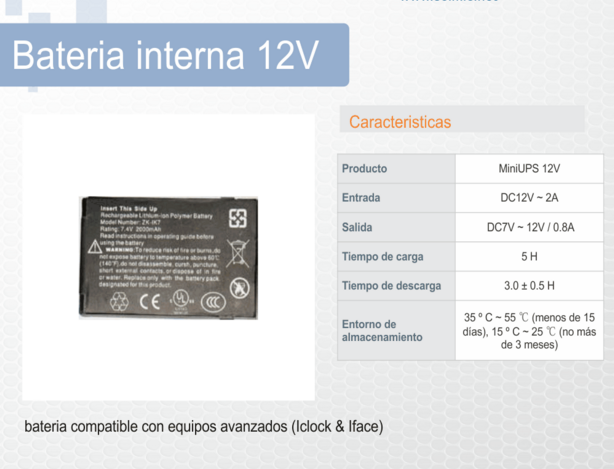 Bateria interna 12V
Caracteristicas
Producto MiniUPS 12V
Entrada DC12V ~ 2A
Salida DC7V ~ 12V / 0.8A
Tiempo de carga 5 H
Tiempo de descarga 3.0 ± 0.5 H
Entorno de almacenamiento 35 º C ~ 55 ℃ (menos de 15
días), 15 º C ~ 25 ℃ (no más
de 3 meses)
Insert This Side Up
Rechargeable Lithium-Ion Polymer Battery
Model Number: ZK-IK7
Rating: 7.4V 2000mAh
Read instructions in operating guide before
using the battery
WARNING: To reduce risk of fire or burns, do
not expose battery to temperature above 60℃
(140℉), do not disassemble, cursh, puncture,
short external contacts, or dispose of in fire
or water. Replace only with the battery pack
designated for this product.
CE
CCC
bateria compatible con equipos avanzados (Iclock & Iface)